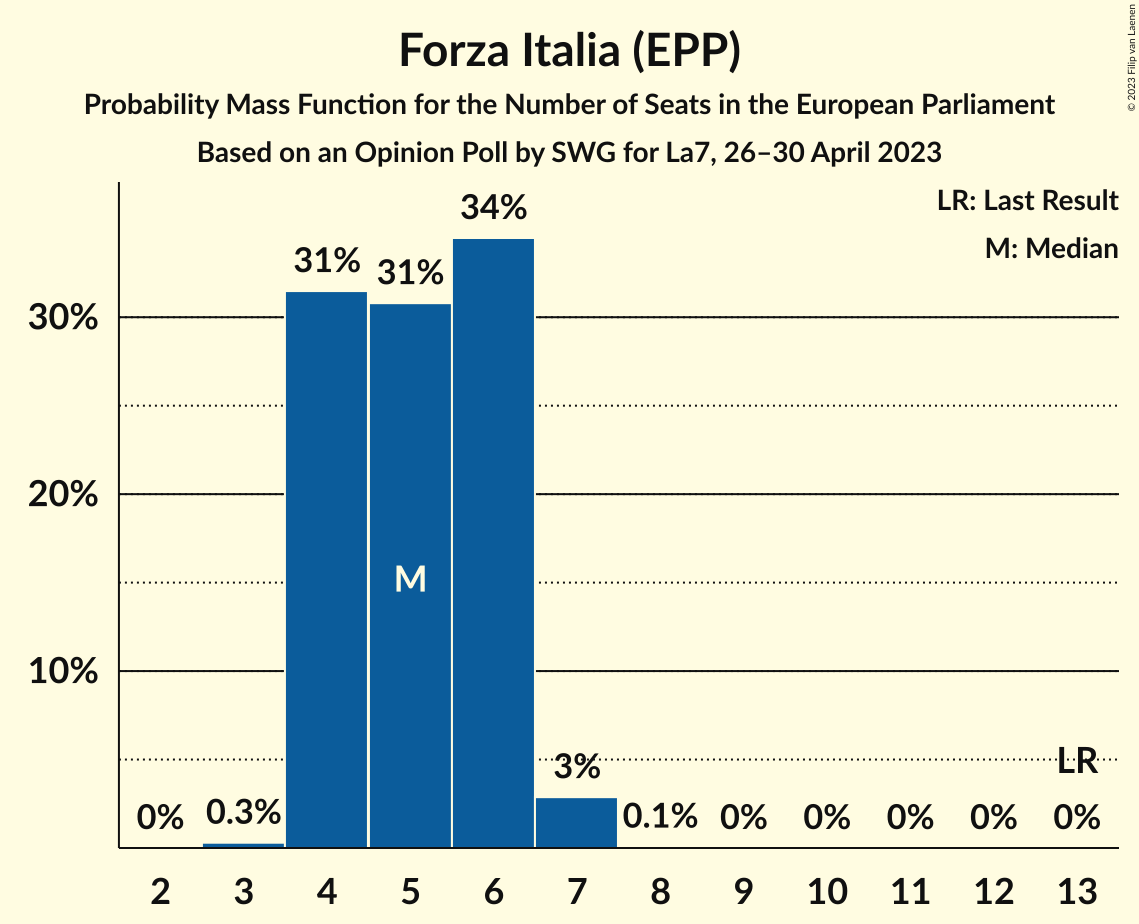 Forza Italia (EPP)
Probability Mass Function for the Number of Seats in the European Parliament
Based on an Opinion Poll by SWG for La7, 26–30 April 2023
© 2023 Filip van Laenen
LR: Last Result
M: Median
34%
31%
31%
30%
20%
M
10%
LR
3%
0%
0.3%
0.1%
0%
0%
0%
0%
0%
2 3 4 5 6 7 8 9 10 11 12 13